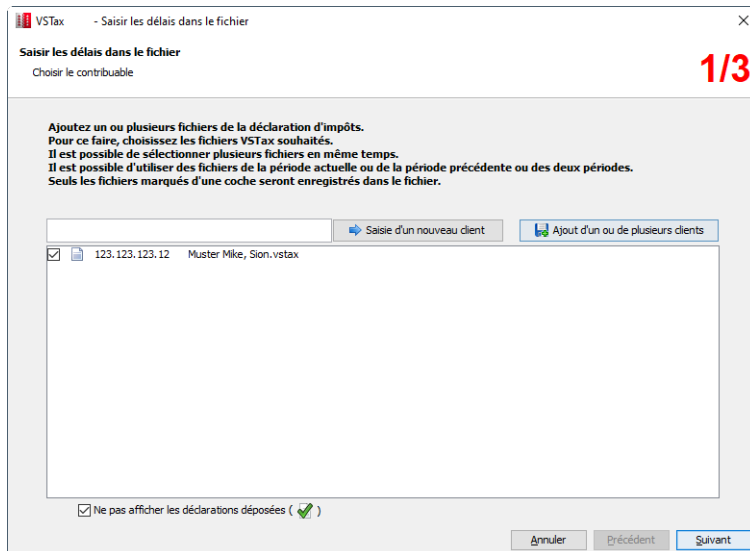 VSTax - Saisir les délais dans le fichier
Saisir les délais dans le fichier
Choisir le contribuable
1/3
Ajoutez un ou plusieurs fichiers de la déclaration d'impôts.
Pour ce faire, choisissez les fichiers VSTax souhaités.
Il est possible de sélectionner plusieurs fichiers en même temps.
Il est possible d'utiliser des fichiers de la période actuelle ou de la période précédente ou des deux périodes.
Seuls les fichiers marqués d'une coche seront enregistrés dans le fichier.
Saisie d'un nouveau client Ajout d'un ou de plusieurs clients
123.123.123.12 Muster Mike, Sion.vstax
Ne pas afficher les déclarations déposées ( )
Annuler Précédent Suivant